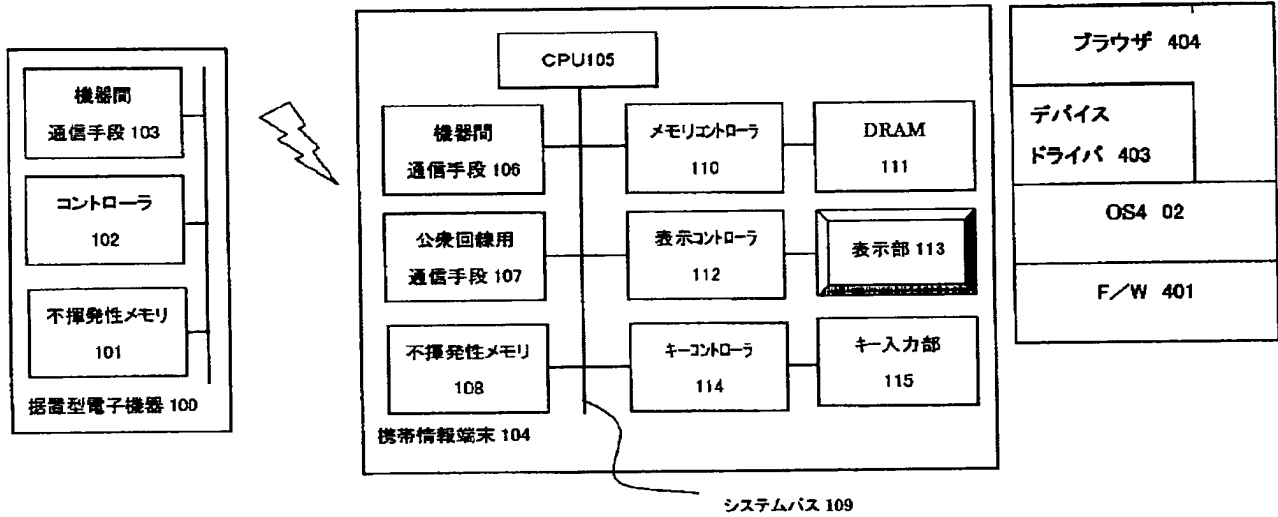 機器間
通信手段 103
コントローラ
102
不揮発性メモリ
101
据置型電子機器 100
CPU105
機器間
通信手段 106
メモリコントローラ
110
DRAM
111
公衆回線用
通信手段 107
表示コントローラ
112
表示部 113
不揮発性メモリ
108
キーコントローラ
114
キー入力部
115
携帯情報端末 104
システムバス 109
ブラウザ 404
デバイス
ドライバ 403
OS4 02
F/W 401